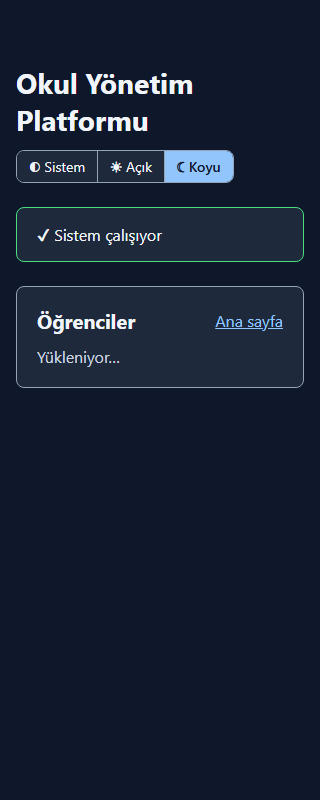 Okul Yönetim
Platformu
◐ Sistem ☀ Açık ☾ Koyu
✓ Sistem çalışıyor
Öğrenciler Ana sayfa
Yükleniyor...